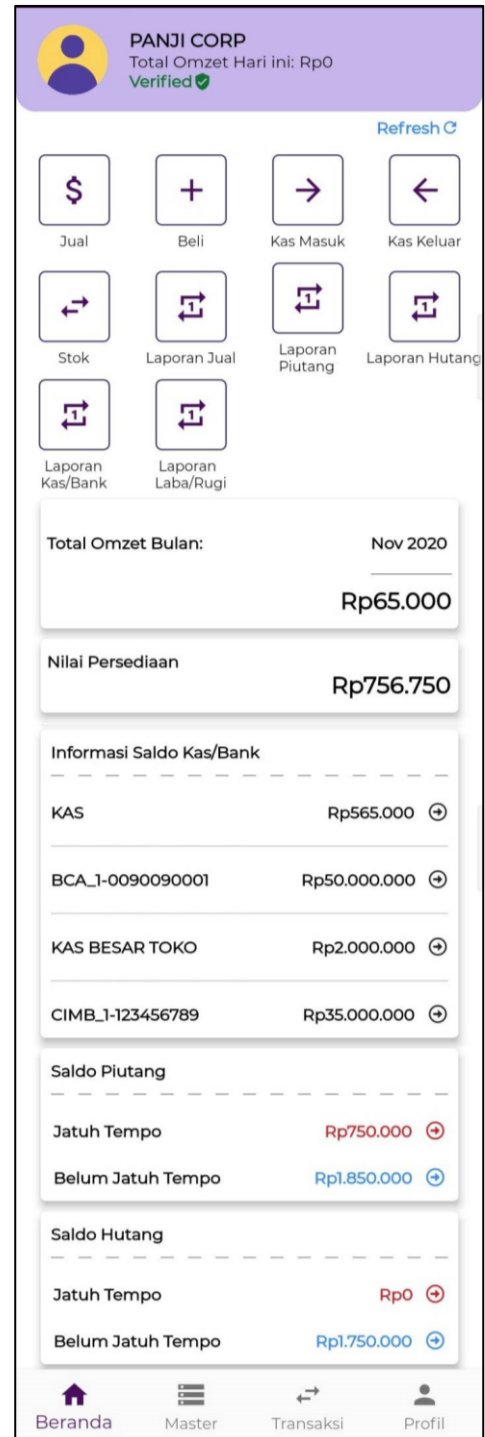 PANJI CORP
Total Omzet Hari ini: Rp0
Verified
Refresh
Jual
Beli
Kas Masuk
Kas Keluar
Stok
Laporan Jual
Laporan
Piutang
Laporan Hutang
Laporan
Kas/Bank
Laporan
Laba/Rugi
Total Omzet Bulan: Nov 2020
Rp65.000
Nilai Persediaan
Rp756.750
Informasi Saldo Kas/Bank
KAS Rp565.000
BCA_1-0090090001 Rp50.000.000
KAS BESAR TOKO Rp2.000.000
CIMB_1-123456789 Rp35.000.000
Saldo Piutang
Jatuh Tempo Rp750.000
Belum Jatuh Tempo Rp1.850.000
Saldo Hutang
Jatuh Tempo Rp0
Belum Jatuh Tempo Rp1.750.000
Beranda Master Transaksi Profil